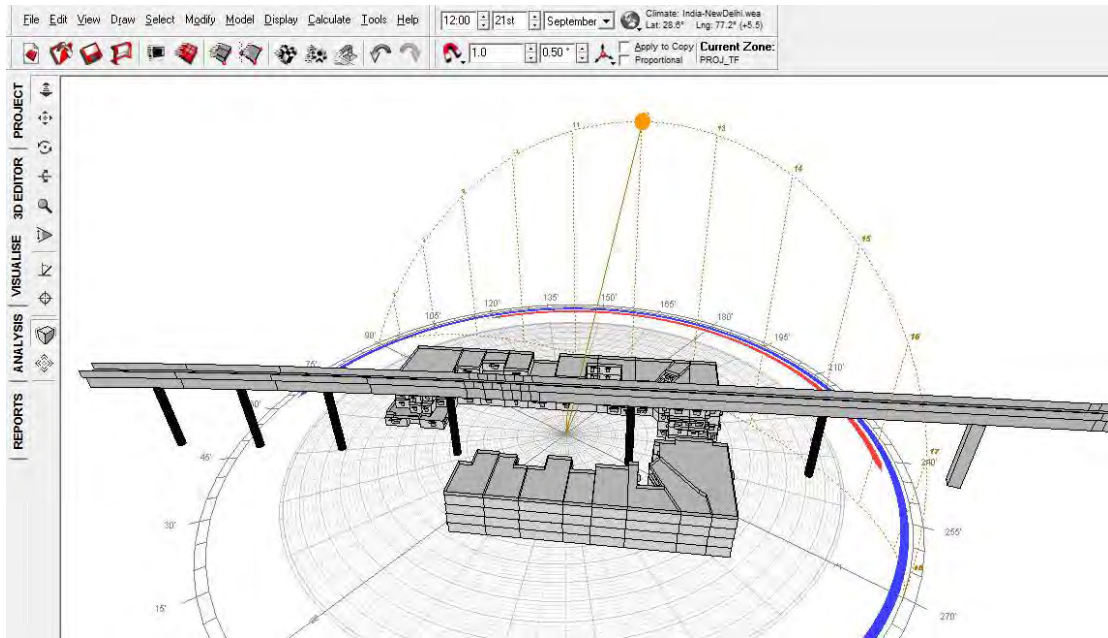 File Edit View Draw Select Modify Model Display Calculate Tools Help
12:00 21st September
Climate: India-NewDelhi.wea
Lat: 28.6° Lng: 77.2° (+5.5)
1.0 0.50 °
Apply to Copy
Proportional
Current Zone:
PROJ_TF
PROJECT
3D EDITOR
VISUALISE
ANALYSIS
REPORTS
11
13
14
15
16
17
18
15°
30°
45°
75°
90°
105°
120°
135°
150°
165°
180°
195°
210°
255°
270°